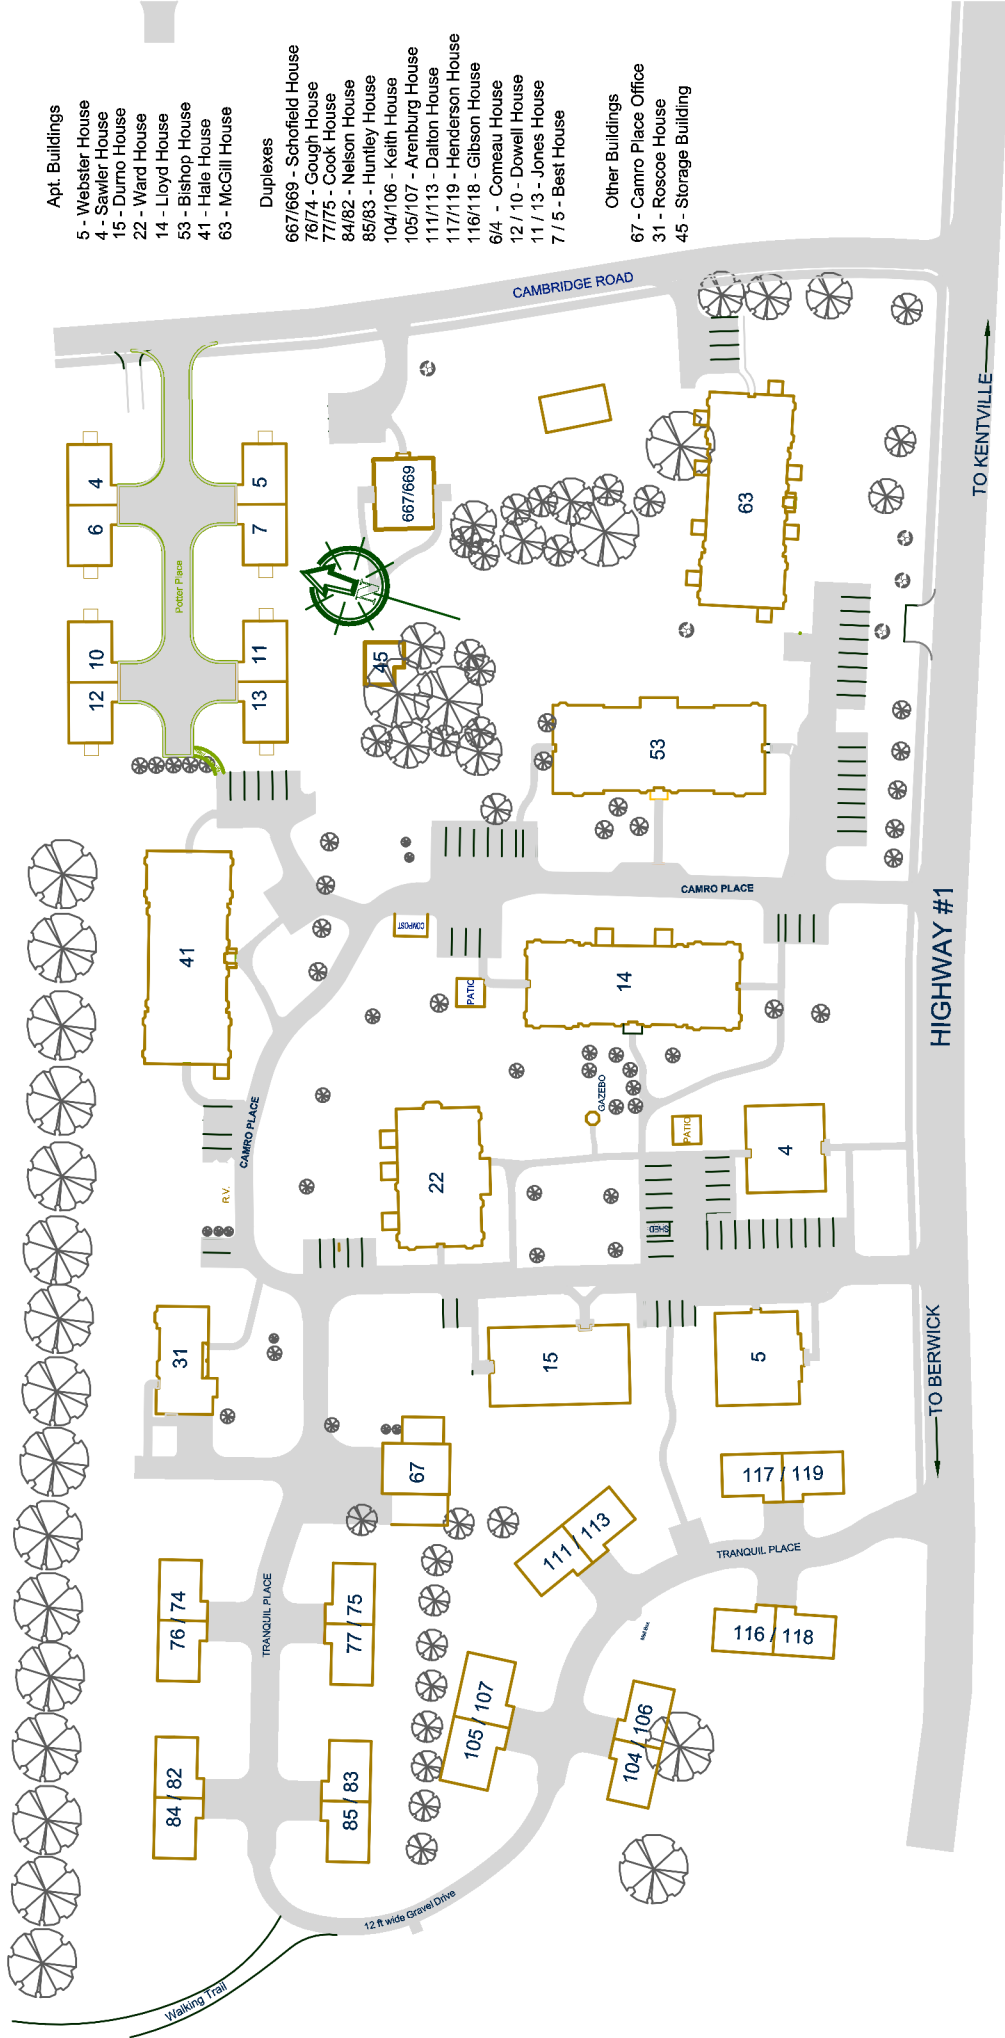 Apt. Buildings
5 - Webster House
4 - Sawler House
15 - Durno House
22 - Ward House
14 - Lloyd House
53 - Bishop House
41 - Hale House
63 - McGill House
Duplexes
667/669 - Schofield House
76/74 - Gough House
77/75 - Cook House
84/82 - Nelson House
85/83 - Huntley House
104/106 - Keith House
105/107 - Arenburg House
111/113 - Dalton House
117/119 - Henderson House
116/118 - Gibson House
6/4 - Comeau House
12 / 10 - Dowell House
11 / 13 - Jones House
7 / 5 - Best House
Other Buildings
67 - Camro Place Office
31 - Roscoe House
45 - Storage Building
CAMBRIDGE ROAD
TO KENTVILLE
4
6
5
7
Potter Place
10
12
11
13
667/669
N
45
63
53
41
CAMRO PLACE
COMPOST
PATIO
14
HIGHWAY #1
GAZEBO
PATIO
4
CAMRO PLACE
R.V.
22
SHED
31
15
5
TO BERWICK
67
117 / 119
111 / 113
TRANQUIL PLACE
116 / 118
Mail Box
76 / 74
77 / 75
TRANQUIL PLACE
105 / 107
104 / 106
84 / 82
85 / 83
12 ft wide Gravel Drive
Walking Trail